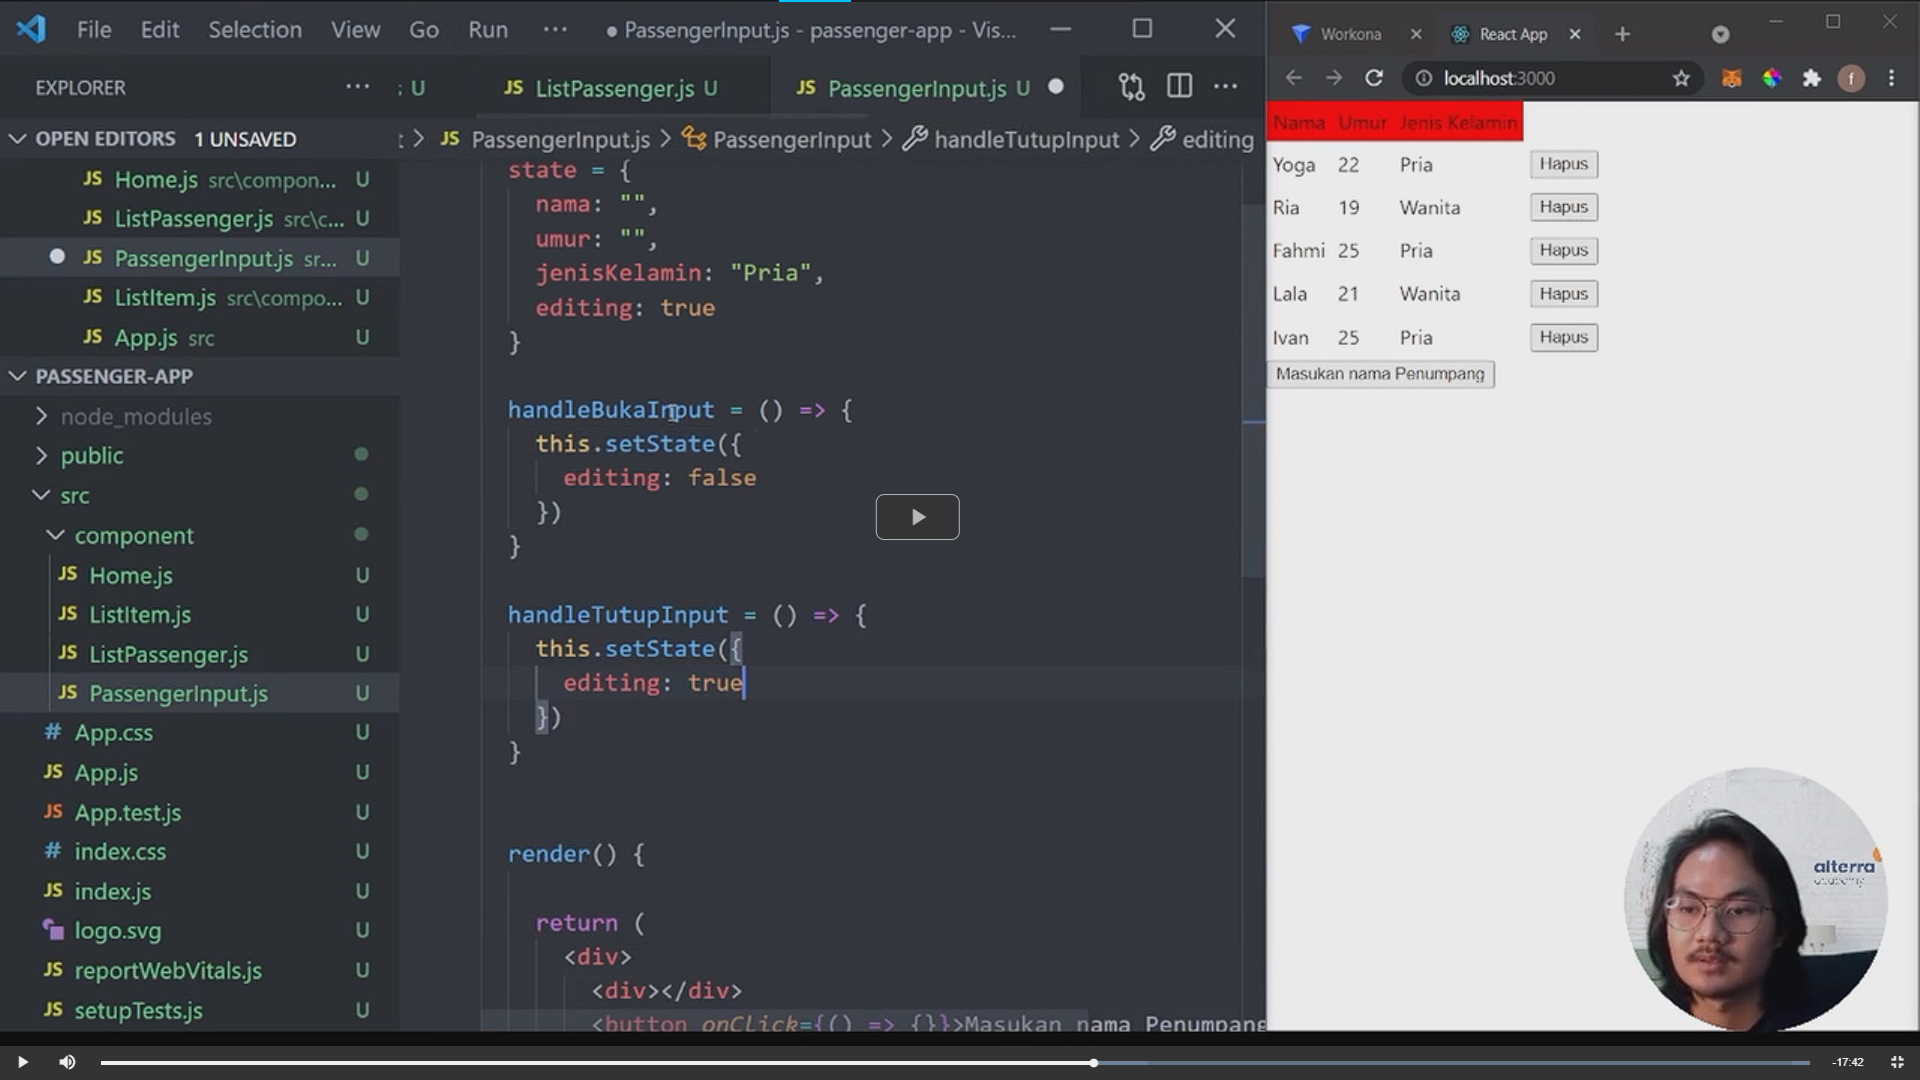 File Edit Selection View Go Run ··· ● PassengerInput.js - passenger-app - Vis...
EXPLORER ···
; U
JS ListPassenger.js U
JS PassengerInput.js U ●
OPEN EDITORS 1 UNSAVED
t > JS PassengerInput.js > PassengerInput > handleTutupInput > editing
JS Home.js src\compon... U
JS ListPassenger.js src\c... U
● JS PassengerInput.js sr... U
JS ListItem.js src\compo... U
JS App.js src U
PASSENGER-APP
node_modules
public
src
component
JS Home.js U
JS ListItem.js U
JS ListPassenger.js U
JS PassengerInput.js U
# App.css U
JS App.js U
JS App.test.js U
# index.css U
JS index.js U
logo.svg U
JS reportWebVitals.js U
JS setupTests.js U
state = {
nama: "",
umur: "",
jenisKelamin: "Pria",
editing: true
}
handleBukaInput = () => {
this.setState({
editing: false
})
}
handleTutupInput = () => {
this.setState({
editing: true
})
}
render() {
return (
<div>
<div></div>
<button onClick={() => {}}>Masukan nama Penumpang
Workona
React App
localhost:3000
f
Nama Umur Jenis Kelamin
Yoga 22 Pria Hapus
Ria 19 Wanita Hapus
Fahmi 25 Pria Hapus
Lala 21 Wanita Hapus
Ivan 25 Pria Hapus
Masukan nama Penumpang
alterra
academy
-17:42